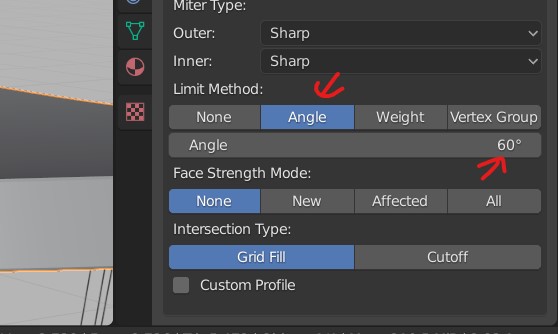 Miter Type:
Outer: Sharp
Inner: Sharp
Limit Method:
None Angle Weight Vertex Group
Angle 60°
Face Strength Mode:
None New Affected All
Intersection Type:
Grid Fill Cutoff
Custom Profile